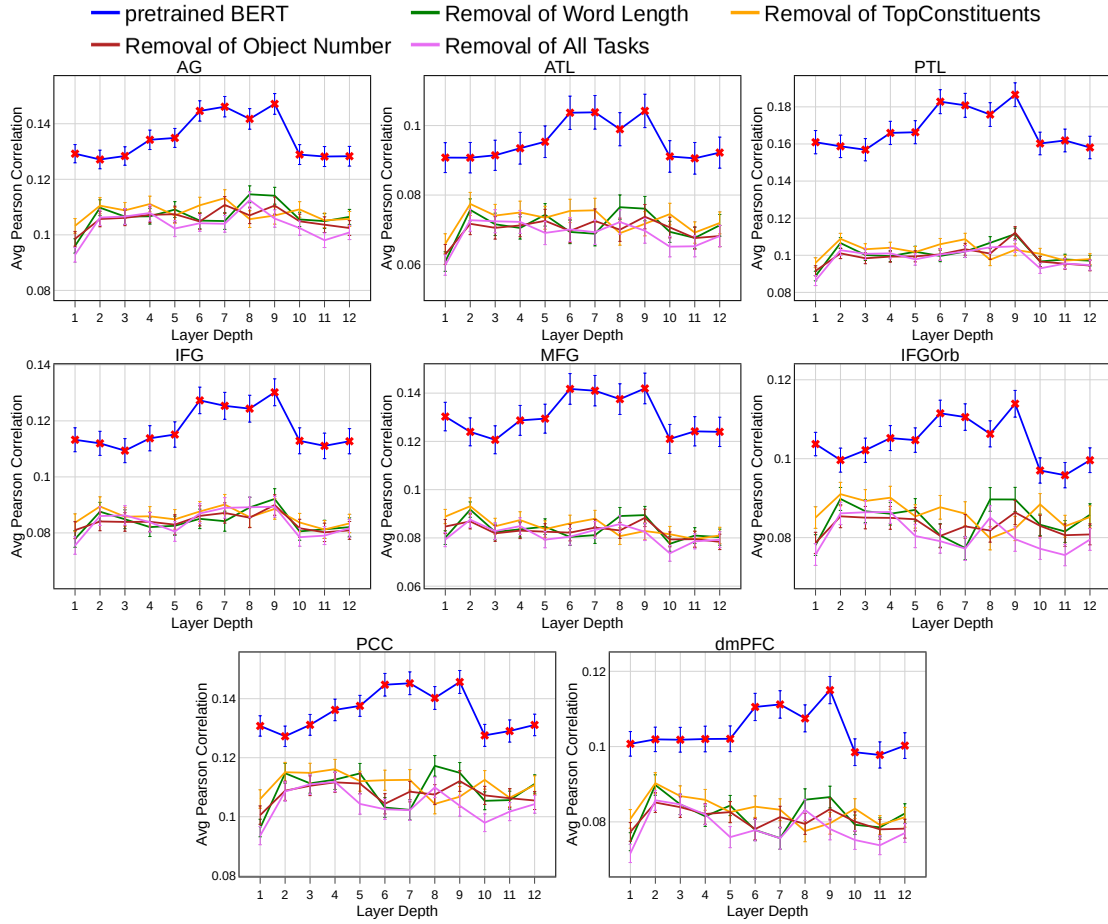 pretrained BERT
Removal of Word Length
Removal of TopConstituents
Removal of Object Number
Removal of All Tasks
AG
Avg Pearson Correlation
0.14
0.12
0.1
0.08
1 2 3 4 5 6 7 8 9 10 11 12
Layer Depth
ATL
Avg Pearson Correlation
0.1
0.08
0.06
1 2 3 4 5 6 7 8 9 10 11 12
Layer Depth
PTL
Avg Pearson Correlation
0.18
0.16
0.14
0.12
0.1
0.08
1 2 3 4 5 6 7 8 9 10 11 12
Layer Depth
IFG
Avg Pearson Correlation
0.14
0.12
0.1
0.08
1 2 3 4 5 6 7 8 9 10 11 12
Layer Depth
MFG
Avg Pearson Correlation
0.14
0.12
0.1
0.08
0.06
1 2 3 4 5 6 7 8 9 10 11 12
Layer Depth
IFGOrb
Avg Pearson Correlation
0.12
0.1
0.08
1 2 3 4 5 6 7 8 9 10 11 12
Layer Depth
PCC
Avg Pearson Correlation
0.14
0.12
0.1
0.08
1 2 3 4 5 6 7 8 9 10 11 12
Layer Depth
dmPFC
Avg Pearson Correlation
0.12
0.1
0.08
1 2 3 4 5 6 7 8 9 10 11 12
Layer Depth